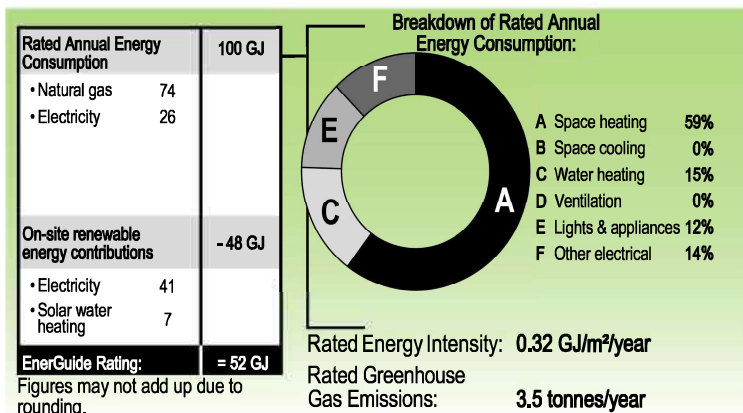 Rated Annual Energy
Consumption
100 GJ
• Natural gas 74
• Electricity 26
On-site renewable
energy contributions
- 48 GJ
• Electricity 41
• Solar water
heating 7
EnerGuide Rating: = 52 GJ
Figures may not add up due to
rounding.
Breakdown of Rated Annual
Energy Consumption:
F
E
C
A
A Space heating 59%
B Space cooling 0%
C Water heating 15%
D Ventilation 0%
E Lights & appliances 12%
F Other electrical 14%
Rated Energy Intensity: 0.32 GJ/m²/year
Rated Greenhouse
Gas Emissions: 3.5 tonnes/year